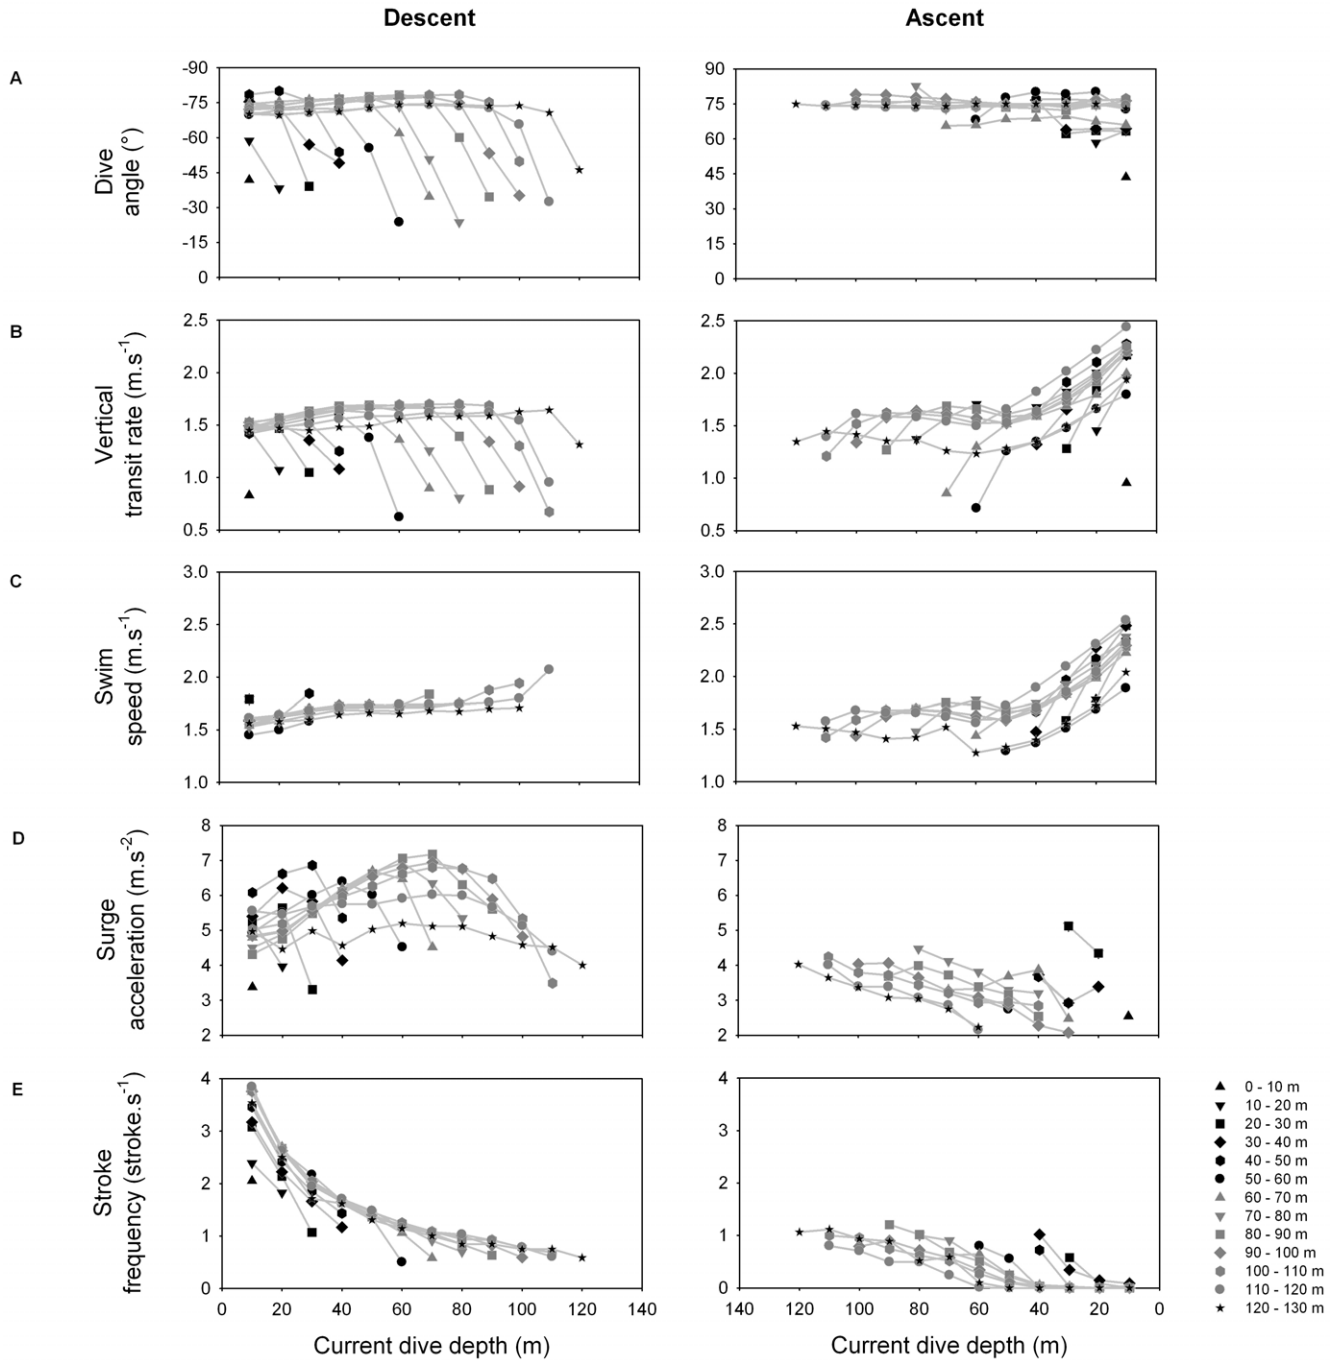 Descent
Ascent
A
Dive
angle (°)
-90
-75
-60
-45
-30
-15
0
90
75
60
45
30
15
0
B
Vertical
transit rate (m.s-1)
2.5
2.0
1.5
1.0
0.5
2.5
2.0
1.5
1.0
0.5
C
Swim
speed (m.s-1)
3.0
2.5
2.0
1.5
1.0
3.0
2.5
2.0
1.5
1.0
D
Surge
acceleration (m.s-2)
8
7
6
5
4
3
2
8
7
6
5
4
3
2
E
Stroke
frequency (stroke.s-1)
4
3
2
1
0
4
3
2
1
0
0 20 40 60 80 100 120 140
140 120 100 80 60 40 20 0
Current dive depth (m)
Current dive depth (m)
0 - 10 m
10 - 20 m
20 - 30 m
30 - 40 m
40 - 50 m
50 - 60 m
60 - 70 m
70 - 80 m
80 - 90 m
90 - 100 m
100 - 110 m
110 - 120 m
120 - 130 m